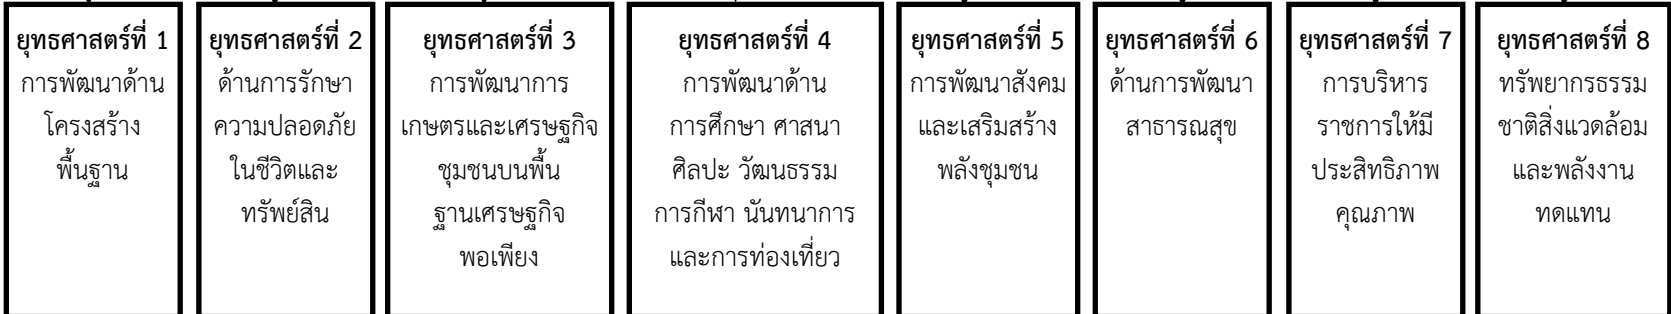 ยุทธศาสตร์ที่ 1
การพัฒนาด้าน
โครงสร้าง
พื้นฐาน
ยุทธศาสตร์ที่ 2
ด้านการรักษา
ความปลอดภัย
ในชีวิตและ
ทรัพย์สิน
ยุทธศาสตร์ที่ 3
การพัฒนาการ
เกษตรและเศรษฐกิจ
ชุมชนบนพื้น
ฐานเศรษฐกิจ
พอเพียง
ยุทธศาสตร์ที่ 4
การพัฒนาด้าน
การศึกษา ศาสนา
ศิลปะ วัฒนธรรม
การกีฬา นันทนาการ
และการท่องเที่ยว
ยุทธศาสตร์ที่ 5
การพัฒนาสังคม
และเสริมสร้าง
พลังชุมชน
ยุทธศาสตร์ที่ 6
ด้านการพัฒนา
สาธารณสุข
ยุทธศาสตร์ที่ 7
การบริหาร
ราชการให้มี
ประสิทธิภาพ
คุณภาพ
ยุทธศาสตร์ที่ 8
ทรัพยากรธรรม
ชาติสิ่งแวดล้อม
และพลังงาน
ทดแทน